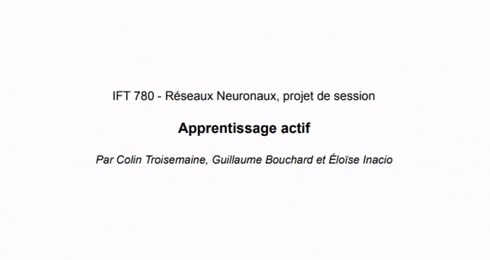 IFT 780 - Réseaux Neuronaux, projet de session
Apprentissage actif
Par Colin Troisemaine, Guillaume Bouchard et Éloïse Inacio